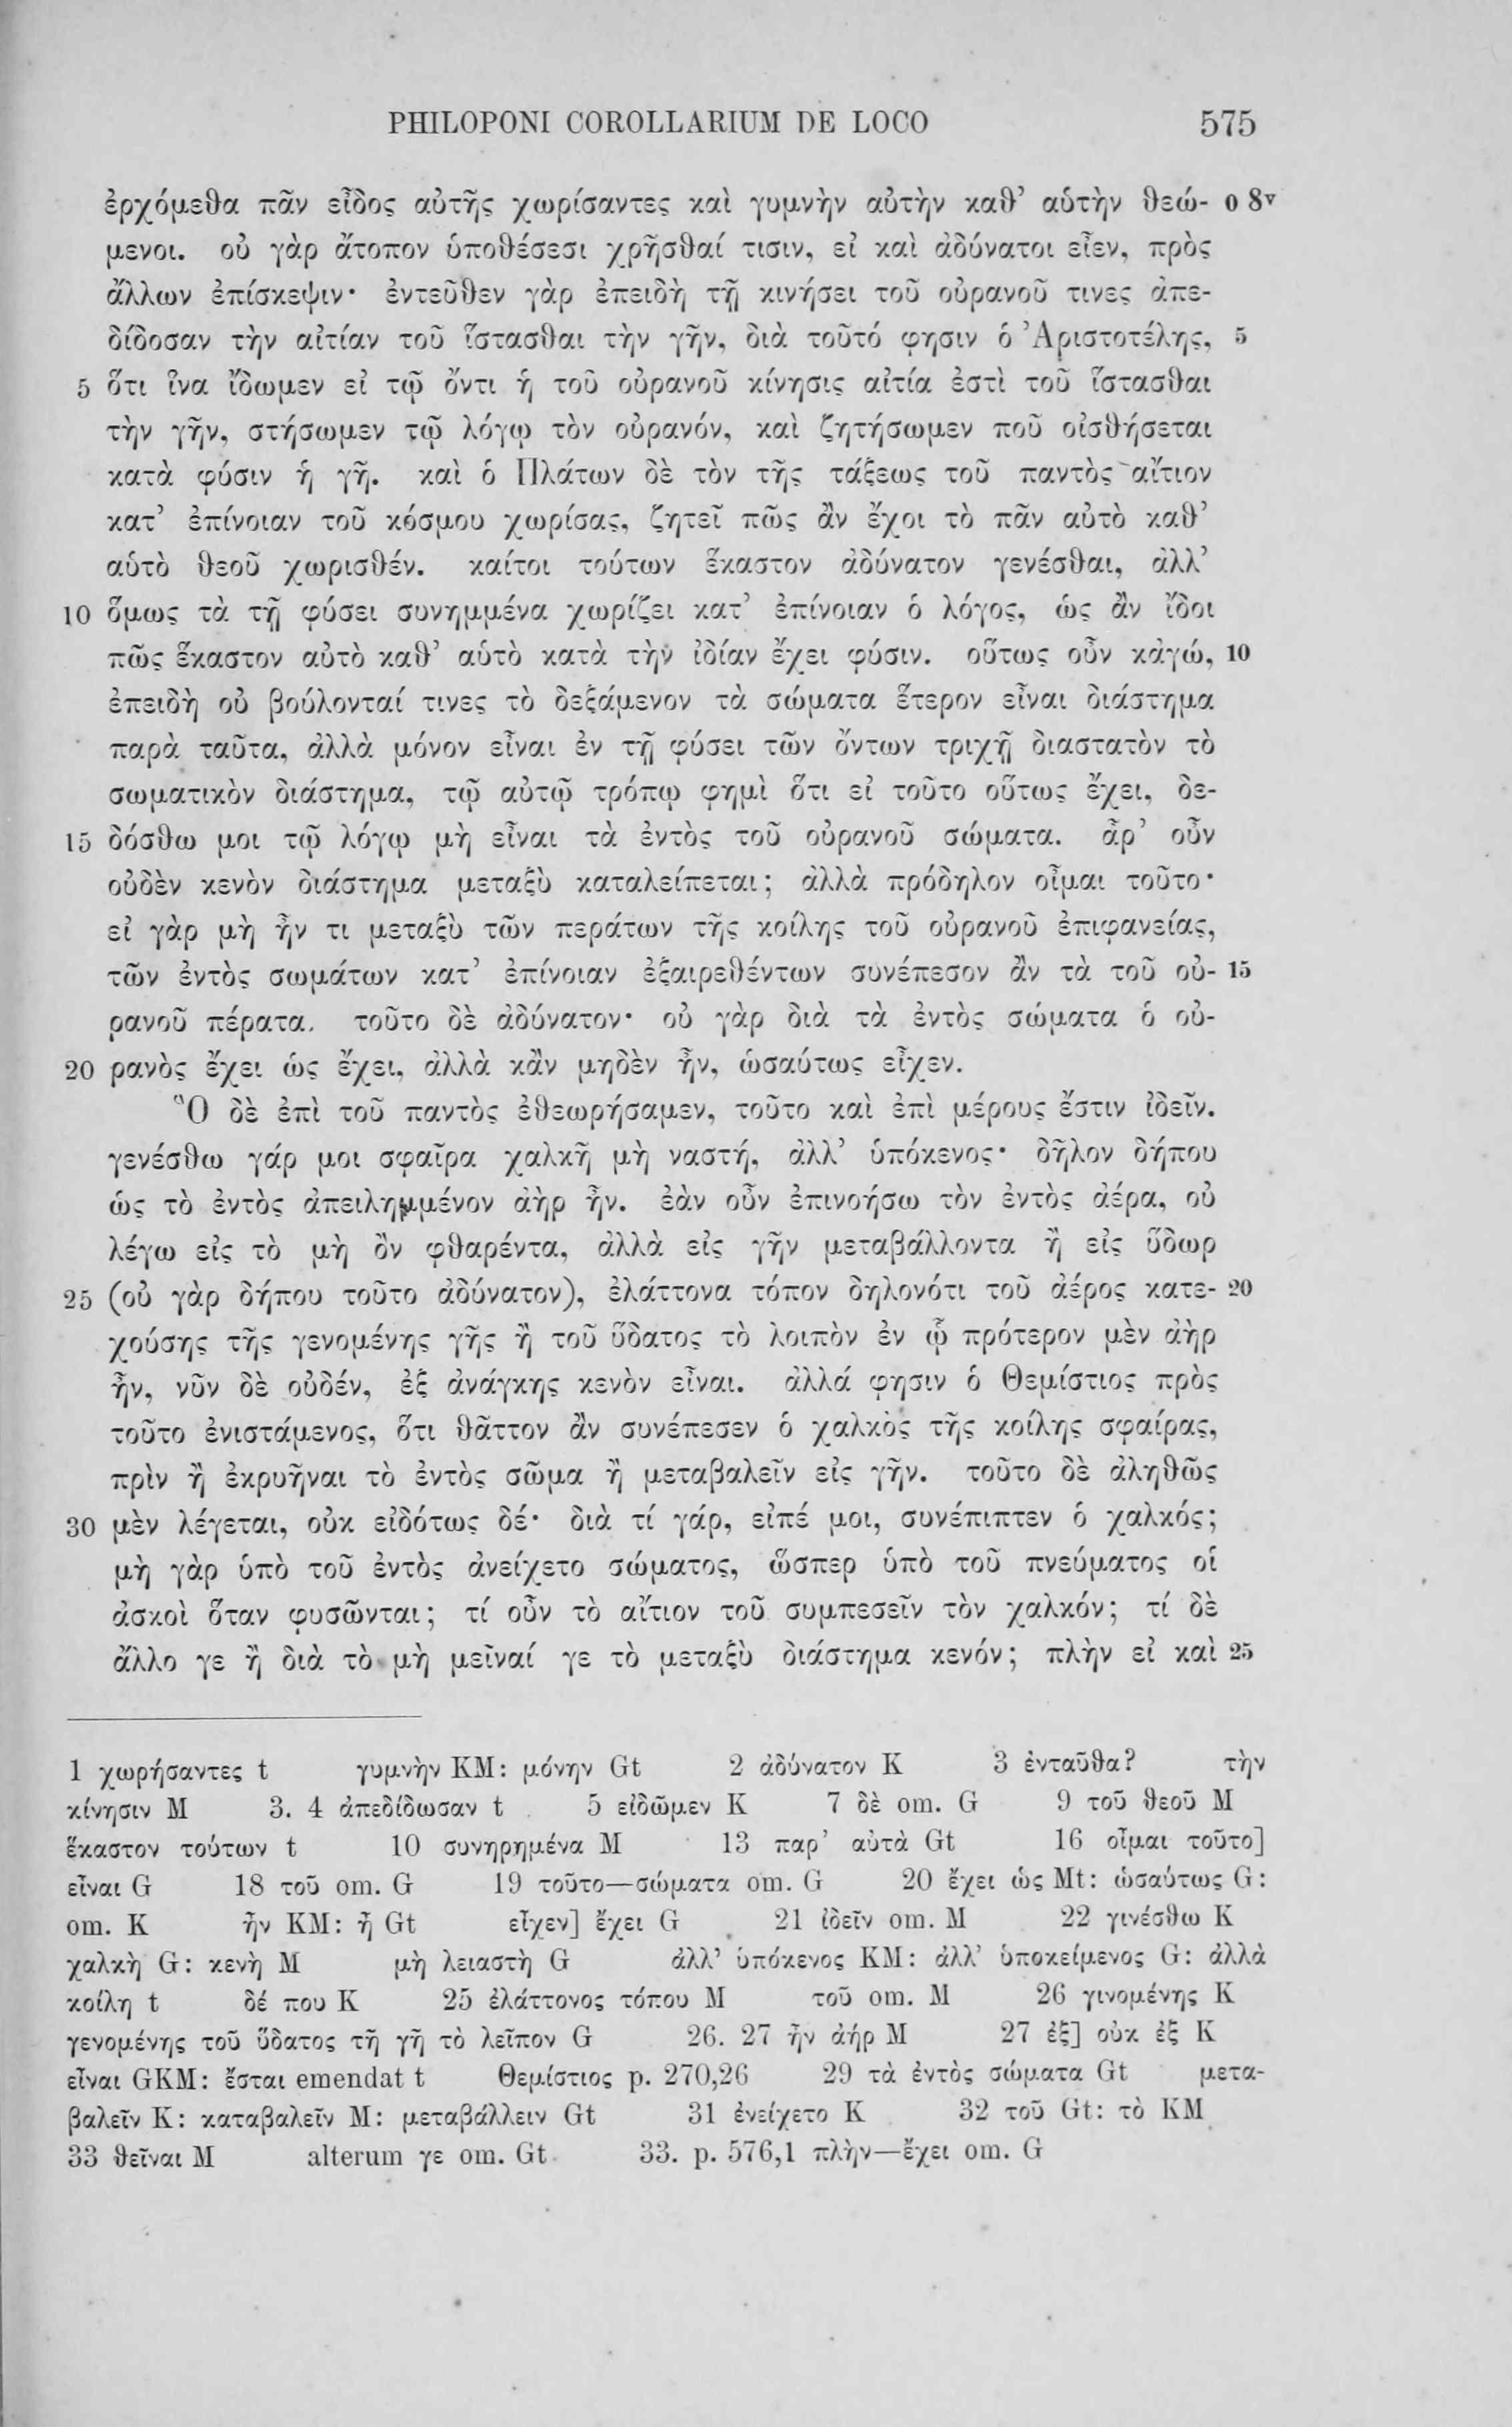 PHILOPONI COROLLARIUM DE LOCO 575
ἐρχόμεθα πᾶν εἶδος αὐτῆς χωρίσαντες καὶ γυμνὴν αὐτὴν καθ’ αὑτὴν θεώ- o 8v
μενοι. οὐ γὰρ ἄτοπον ὑποθέσεσι χρῆσθαί τισιν, εἰ καὶ ἀδύνατοι εἶεν, πρὸς
ἄλλων ἐπίσκεψιν· ἐντεῦθεν γὰρ ἐπειδὴ τῇ κινήσει τοῦ οὐρανοῦ τινες ἀπε-
δίδοσαν τὴν αἰτίαν τοῦ ἵστασθαι τὴν γῆν, διὰ τοῦτό φησιν ὁ Ἀριστοτέλης, 5
5 ὅτι ἵνα ἴδωμεν εἰ τῷ ὄντι ἡ τοῦ οὐρανοῦ κίνησις αἰτία ἐστὶ τοῦ ἵστασθαι
τὴν γῆν, στήσωμεν τῷ λόγῳ τὸν οὐρανόν, καὶ ζητήσωμεν ποῦ οἰσθήσεται
κατὰ φύσιν ἡ γῆ. καὶ ὁ Πλάτων δὲ τὸν τῆς τάξεως τοῦ παντὸς αἴτιον
κατ’ ἐπίνοιαν τοῦ κόσμου χωρίσας, ζητεῖ πῶς ἂν ἔχοι τὸ πᾶν αὐτὸ καθ’
αὑτὸ θεοῦ χωρισθέν. καίτοι τούτων ἕκαστον ἀδύνατον γενέσθαι, ἀλλ’
10 ὅμως τὰ τῇ φύσει συνημμένα χωρίζει κατ’ ἐπίνοιαν ὁ λόγος, ὡς ἂν ἴδοι
πῶς ἕκαστον αὐτὸ καθ’ αὑτὸ κατὰ τὴν ἰδίαν ἔχει φύσιν. οὕτως οὖν κἀγώ, 10
ἐπειδὴ οὐ βούλονταί τινες τὸ δεξάμενον τὰ σώματα ἕτερον εἶναι διάστημα
παρὰ ταῦτα, ἀλλὰ μόνον εἶναι ἐν τῇ φύσει τῶν ὄντων τριχῇ διαστατὸν τὸ
σωματικὸν διάστημα, τῷ αὐτῷ τρόπῳ φημὶ ὅτι εἰ τοῦτο οὕτως ἔχει, δε-
15 δόσθω μοι τῷ λόγῳ μὴ εἶναι τὰ ἐντὸς τοῦ οὐρανοῦ σώματα. ἆρ’ οὖν
οὐδὲν κενὸν διάστημα μεταξὺ καταλείπεται; ἀλλὰ πρόδηλον οἶμαι τοῦτο·
εἰ γὰρ μὴ ἦν τι μεταξὺ τῶν περάτων τῆς κοίλης τοῦ οὐρανοῦ ἐπιφανείας,
τῶν ἐντὸς σωμάτων κατ’ ἐπίνοιαν ἐξαιρεθέντων συνέπεσον ἂν τὰ τοῦ οὐ- 15
ρανοῦ πέρατα. τοῦτο δὲ ἀδύνατον· οὐ γὰρ διὰ τὰ ἐντὸς σώματα ὁ οὐ-
20 ρανὸς ἔχει ὡς ἔχει, ἀλλὰ κἂν μηδὲν ἦν, ὡσαύτως εἶχεν.
Ὃ δὲ ἐπὶ τοῦ παντὸς ἐθεωρήσαμεν, τοῦτο καὶ ἐπὶ μέρους ἔστιν ἰδεῖν.
γενέσθω γάρ μοι σφαῖρα χαλκῆ μὴ ναστή, ἀλλ’ ὑπόκενος· δῆλον δήπου
ὡς τὸ ἐντὸς ἀπειλημμένον ἀὴρ ἦν. ἐὰν οὖν ἐπινοήσω τὸν ἐντὸς ἀέρα, οὐ
λέγω εἰς τὸ μὴ ὂν φθαρέντα, ἀλλὰ εἰς γῆν μεταβάλλοντα ἢ εἰς ὕδωρ
25 (οὐ γὰρ δήπου τοῦτο ἀδύνατον), ἐλάττονα τόπον δηλονότι τοῦ ἀέρος κατε- 20
χούσης τῆς γενομένης γῆς ἢ τοῦ ὕδατος τὸ λοιπὸν ἐν ᾧ πρότερον μὲν ἀὴρ
ἦν, νῦν δὲ οὐδέν, ἐξ ἀνάγκης κενὸν εἶναι. ἀλλά φησιν ὁ Θεμίστιος πρὸς
τοῦτο ἐνιστάμενος, ὅτι θᾶττον ἂν συνέπεσεν ὁ χαλκὸς τῆς κοίλης σφαίρας,
πρὶν ἢ ἐκρυῆναι τὸ ἐντὸς σῶμα ἢ μεταβαλεῖν εἰς γῆν. τοῦτο δὲ ἀληθῶς
30 μὲν λέγεται, οὐκ εἰδότως δέ· διὰ τί γάρ, εἰπέ μοι, συνέπιπτεν ὁ χαλκός;
μὴ γὰρ ὑπὸ τοῦ ἐντὸς ἀνείχετο σώματος, ὥσπερ ὑπὸ τοῦ πνεύματος οἱ
ἀσκοὶ ὅταν φυσῶνται; τί οὖν τὸ αἴτιον τοῦ συμπεσεῖν τὸν χαλκόν; τί δὲ
ἄλλο γε ἢ διὰ τὸ μὴ μεῖναί γε τὸ μεταξὺ διάστημα κενόν; πλὴν εἰ καὶ 25
1 χωρήσαντες t γυμνὴν KM: μόνην Gt 2 ἀδύνατον K 3 ἐνταῦθα? τὴν
κίνησιν M 3. 4 ἀπεδίδωσαν t 5 εἰδῶμεν K 7 δὲ om. G 9 τοῦ θεοῦ M
ἕκαστον τούτων t 10 συνηρημένα M 13 παρ’ αὐτὰ Gt 16 οἶμαι τοῦτο]
εἶναι G 18 τοῦ om. G 19 τοῦτο—σώματα om. G 20 ἔχει ὡς Mt: ὡσαύτως G:
om. K ἦν KM: ᾖ Gt εἶχεν] ἔχει G 21 ἰδεῖν om. M 22 γινέσθω K
χαλκὴ G: κενὴ M μὴ λειαστὴ G ἀλλ’ ὑπόκενος KM: ἀλλ’ ὑποκείμενος G: ἀλλὰ
κοίλη t δέ που K 25 ἐλάττονος τόπου M τοῦ om. M 26 γινομένης K
γενομένης τοῦ ὕδατος τῇ γῇ τὸ λεῖπον G 26. 27 ἦν ἀήρ M 27 ἐξ] οὐκ ἐξ K
εἶναι GKM: ἔσται emendat t Θεμίστιος p. 270,26 29 τὰ ἐντὸς σώματα Gt μετα-
βαλεῖν K: καταβαλεῖν M: μεταβάλλειν Gt 31 ἐνείχετο K 32 τοῦ Gt: τὸ KM
33 θεῖναι M alterum γε om. Gt 33. p. 576,1 πλὴν—ἔχει om. G